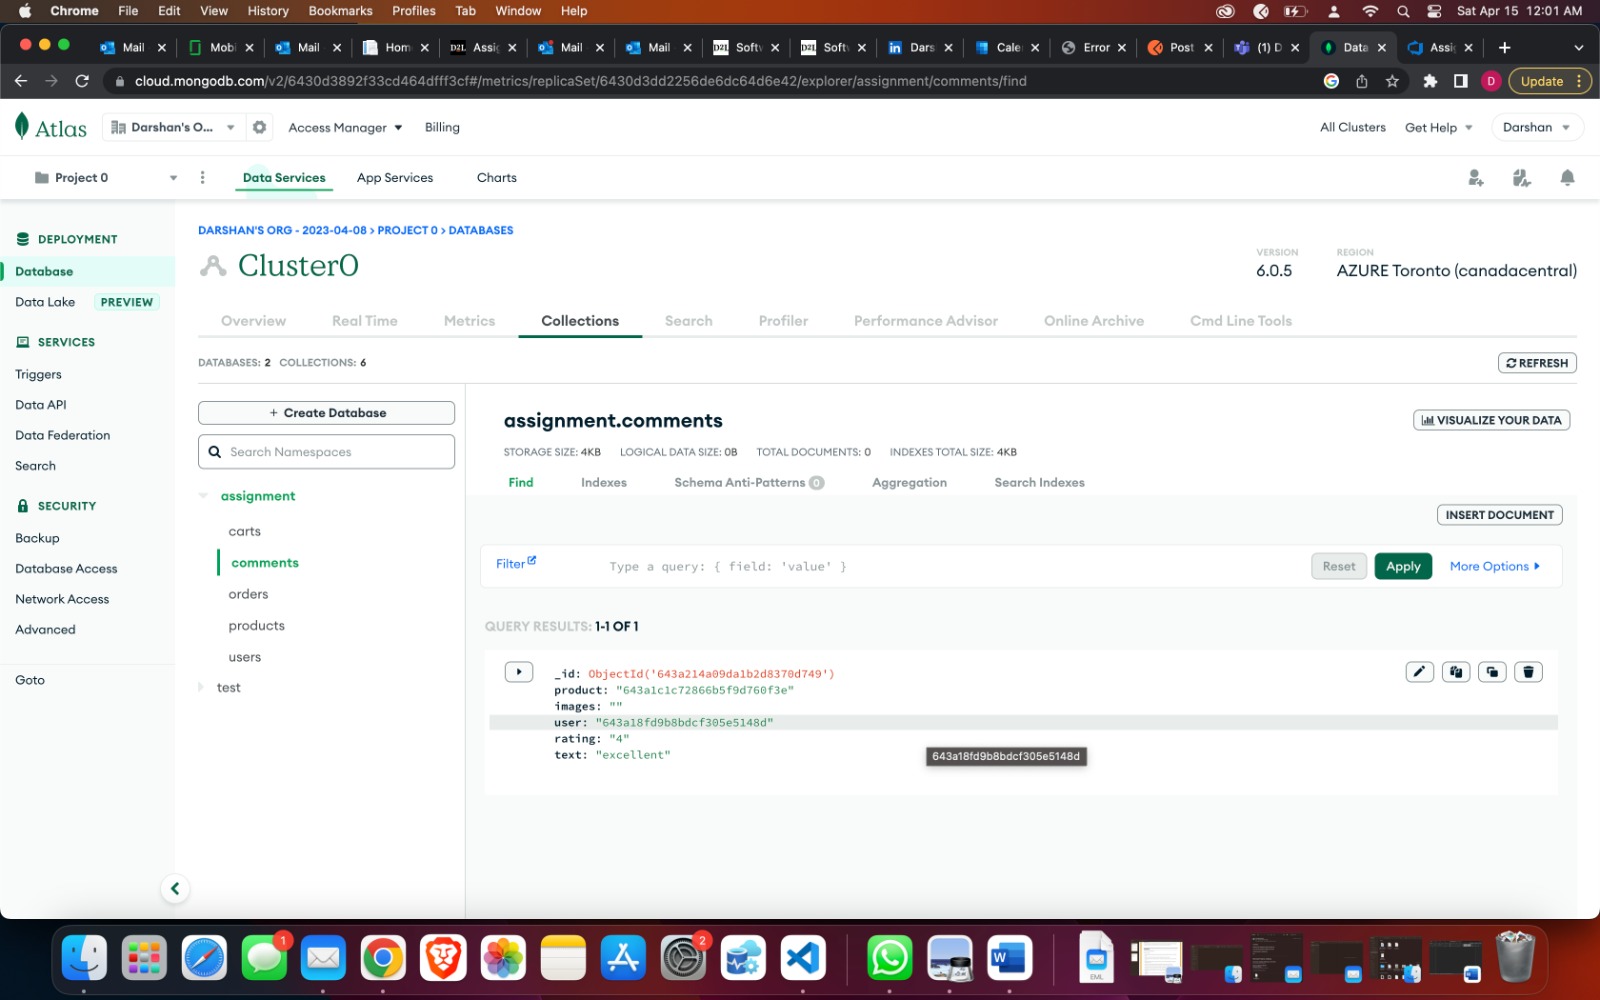 Chrome File Edit View History Bookmarks Profiles Tab Window Help Sat Apr 15 12:01 AM
Mail Mobi Mail Hom D2L Assig Mail Mail D2L Softv D2L Softv in Dars Cale Error Post (1) D Data Assig
cloud.mongodb.com/v2/6430d3892f33cd464dfff3cf#/metrics/replicaSet/6430d3dd2256de6dc64d6e42/explorer/assignment/comments/find D Update
Atlas Darshan's O... Access Manager Billing All Clusters Get Help Darshan
Project 0 Data Services App Services Charts
DEPLOYMENT
Database
Data Lake PREVIEW
SERVICES
Triggers
Data API
Data Federation
Search
SECURITY
Backup
Database Access
Network Access
Advanced
Goto
DARSHAN'S ORG - 2023-04-08 > PROJECT 0 > DATABASES
Cluster0
VERSION
6.0.5
REGION
AZURE Toronto (canadacentral)
Overview Real Time Metrics Collections Search Profiler Performance Advisor Online Archive Cmd Line Tools
DATABASES: 2 COLLECTIONS: 6 REFRESH
+ Create Database
Search Namespaces
assignment
carts
comments
orders
products
users
test
assignment.comments
VISUALIZE YOUR DATA
STORAGE SIZE: 4KB LOGICAL DATA SIZE: 0B TOTAL DOCUMENTS: 0 INDEXES TOTAL SIZE: 4KB
Find Indexes Schema Anti-Patterns 0 Aggregation Search Indexes
INSERT DOCUMENT
Filter Type a query: { field: 'value' } Reset Apply More Options
QUERY RESULTS: 1-1 OF 1
_id: ObjectId('643a214a09da1b2d8370d749')
product: "643a1c1c72866b5f9d760f3e"
images: ""
user: "643a18fd9b8bdcf305e5148d"
rating: "4"
text: "excellent"
643a18fd9b8bdcf305e5148d
1
2
W
EML